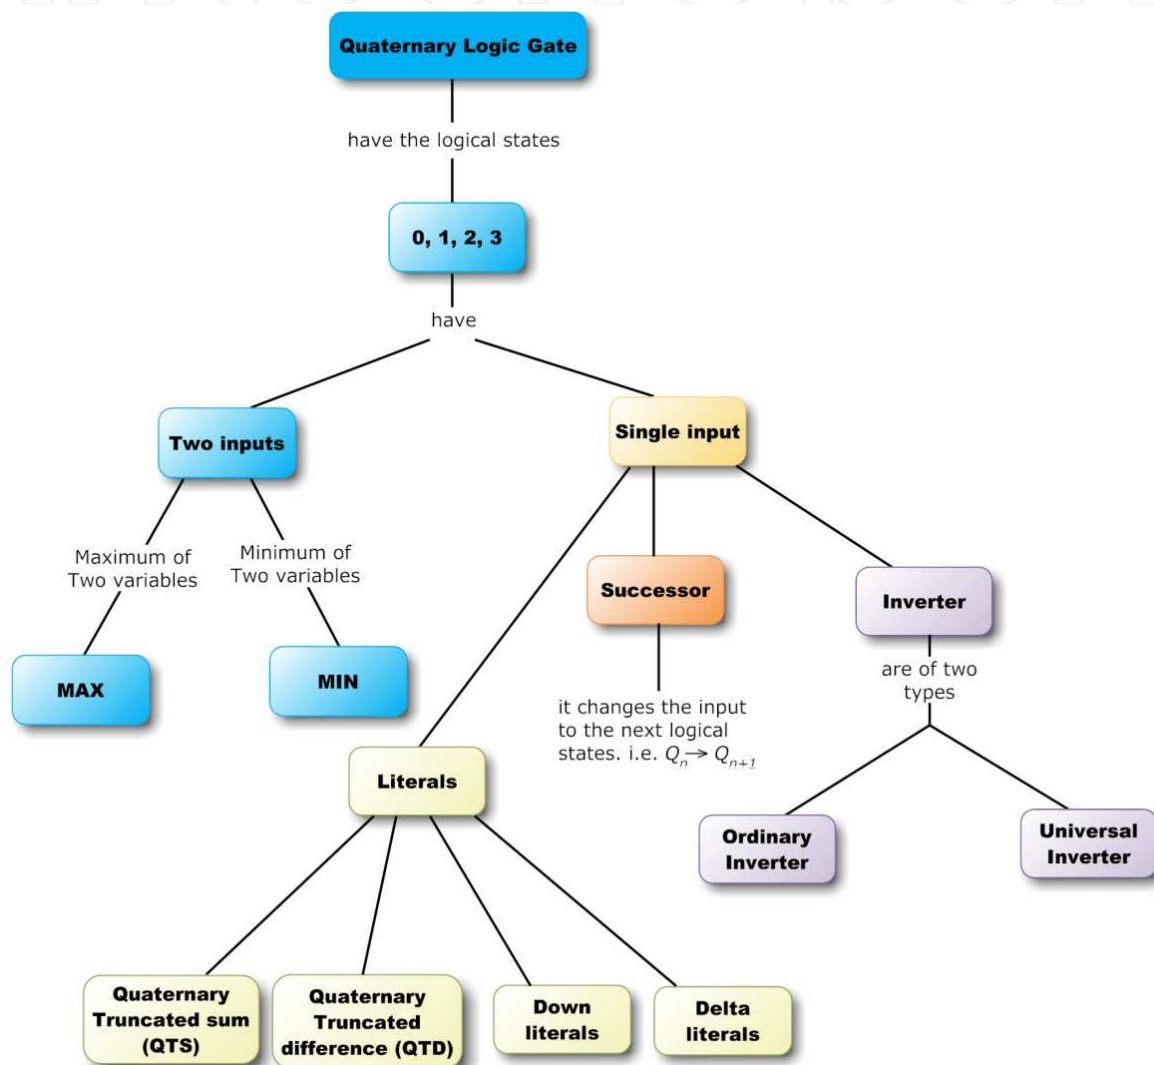 Quaternary Logic Gate
have the logical states
0, 1, 2, 3
have
Two inputs
Single input
Maximum of
Two variables
Minimum of
Two variables
Successor
Inverter
MAX
MIN
it changes the input
to the next logical
states. i.e. Qn → Qn+1
are of two
types
Literals
Ordinary
Inverter
Universal
Inverter
Quaternary
Truncated sum
(QTS)
Quaternary
Truncated
difference (QTD)
Down
literals
Delta
literals